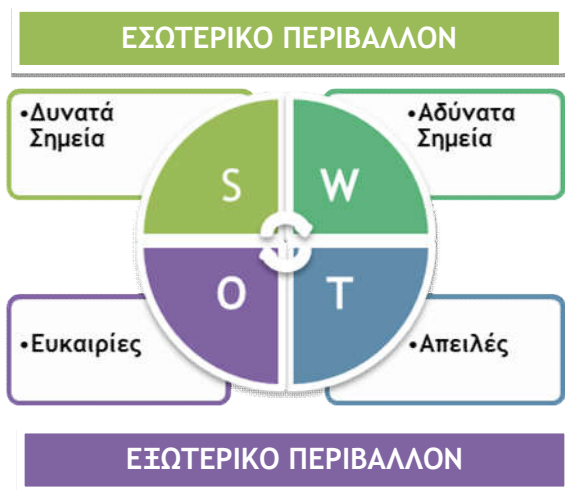 ΕΣΩΤΕΡΙΚΟ ΠΕΡΙΒΑΛΛΟΝ
•Δυνατά
Σημεία
•Αδύνατα
Σημεία
S
W
O
T
•Ευκαιρίες
•Απειλές
ΕΞΩΤΕΡΙΚΟ ΠΕΡΙΒΑΛΛΟΝ